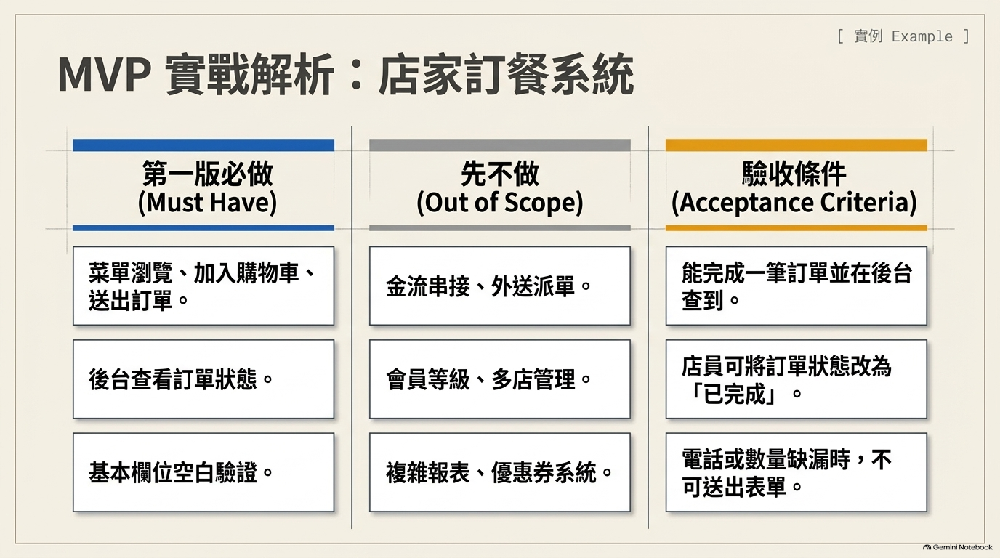 [ 實例 Example ]
MVP 實戰解析：店家訂餐系統
第一版必做
(Must Have)
菜單瀏覽、加入購物車、
送出訂單。
後台查看訂單狀態。
基本欄位空白驗證。
先不做
(Out of Scope)
金流串接、外送派單。
會員等級、多店管理。
複雜報表、優惠券系統。
驗收條件
(Acceptance Criteria)
能完成一筆訂單並在後台
查到。
店員可將訂單狀態改為
「已完成」。
電話或數量缺漏時，不
可送出表單。
Gemini Notebook